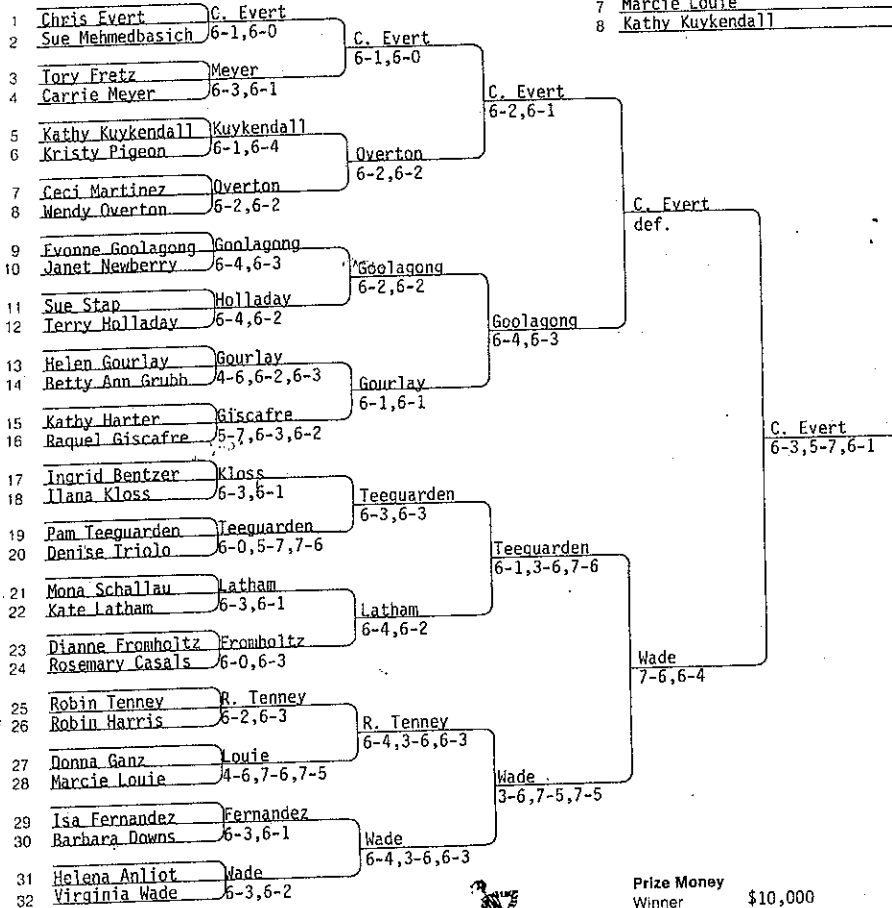 7 Marcie Louie
8 Kathy Kuykendall
1 Chris Evert
2 Sue Mehmedbasich
C. Evert
6-1,6-0
3 Tory Fretz
4 Carrie Meyer
Meyer
6-3,6-1
5 Kathy Kuykendall
6 Kristy Pigeon
Kuykendall
6-1,6-4
7 Ceci Martinez
8 Wendy Overton
Overton
6-2,6-2
9 Evonne Goolagong
10 Janet Newberry
Goolagong
6-4,6-3
11 Sue Stap
12 Terry Holladay
Holladay
6-4,6-2
13 Helen Gourlay
14 Betty Ann Grubb
Gourlay
4-6,6-2,6-3
15 Kathy Harter
16 Raquel Giscafre
Giscafre
5-7,6-3,6-2
17 Ingrid Bentzer
18 Ilana Kloss
Kloss
6-3,6-1
19 Pam Teeguarden
20 Denise Triolo
Teeguarden
6-0,5-7,7-6
21 Mona Schallau
22 Kate Latham
Latham
6-3,6-1
23 Dianne Fromholtz
24 Rosemary Casals
Fromholtz
6-0,6-3
25 Robin Tenney
26 Robin Harris
R. Tenney
6-2,6-3
27 Donna Ganz
28 Marcie Louie
Louie
4-6,7-6,7-5
29 Isa Fernandez
30 Barbara Downs
Fernandez
6-3,6-1
31 Helena Anliot
32 Virginia Wade
Wade
6-3,6-2
C. Evert
6-1,6-0
Overton
6-2,6-2
Goolagong
6-2,6-2
Gourlay
6-1,6-1
Teeguarden
6-3,6-3
Latham
6-4,6-2
R. Tenney
6-4,3-6,6-3
Wade
6-4,3-6,6-3
C. Evert
6-2,6-1
Goolagong
6-4,6-3
Teeguarden
6-1,3-6,7-6
Wade
3-6,7-5,7-5
C. Evert
def.
Wade
7-6,6-4
C. Evert
6-3,5-7,6-1
Prize Money
Winner $10,000